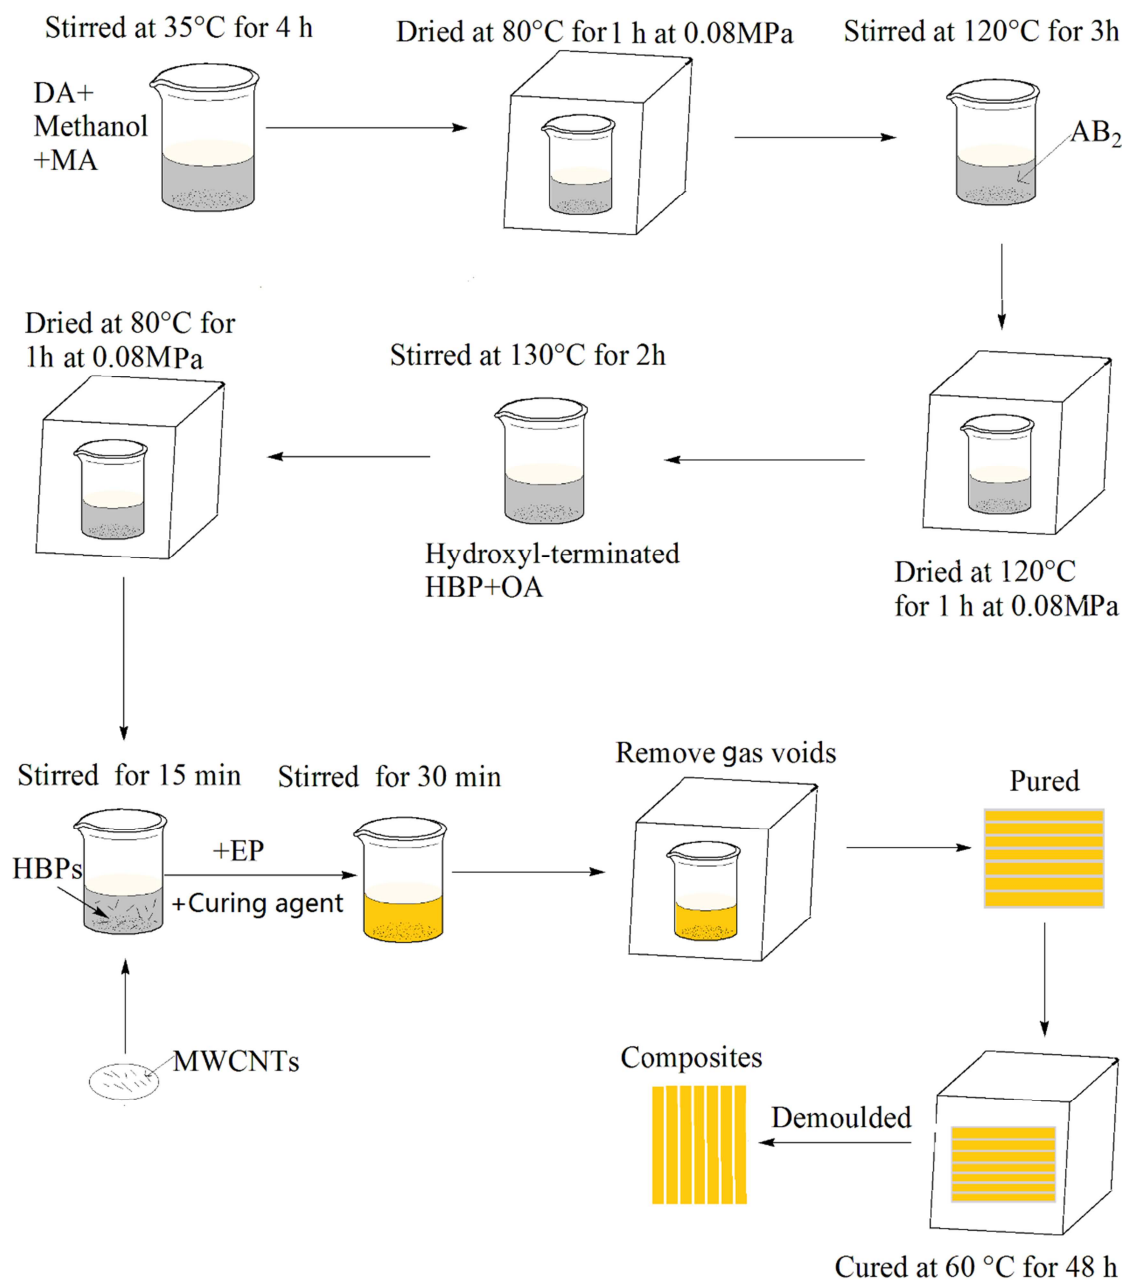 Stirred at 35°C for 4 h
DA+
Methanol
+MA
Dried at 80°C for 1 h at 0.08MPa
Stirred at 120°C for 3h
AB₂
Dried at 120°C
for 1 h at 0.08MPa
Stirred at 130°C for 2h
Hydroxyl-terminated
HBP+OA
Dried at 80°C for
1h at 0.08MPa
Stirred for 15 min
HBPs
MWCNTs
+EP
+Curing agent
Stirred for 30 min
Remove gas voids
Pured
Cured at 60 °C for 48 h
Demoulded
Composites